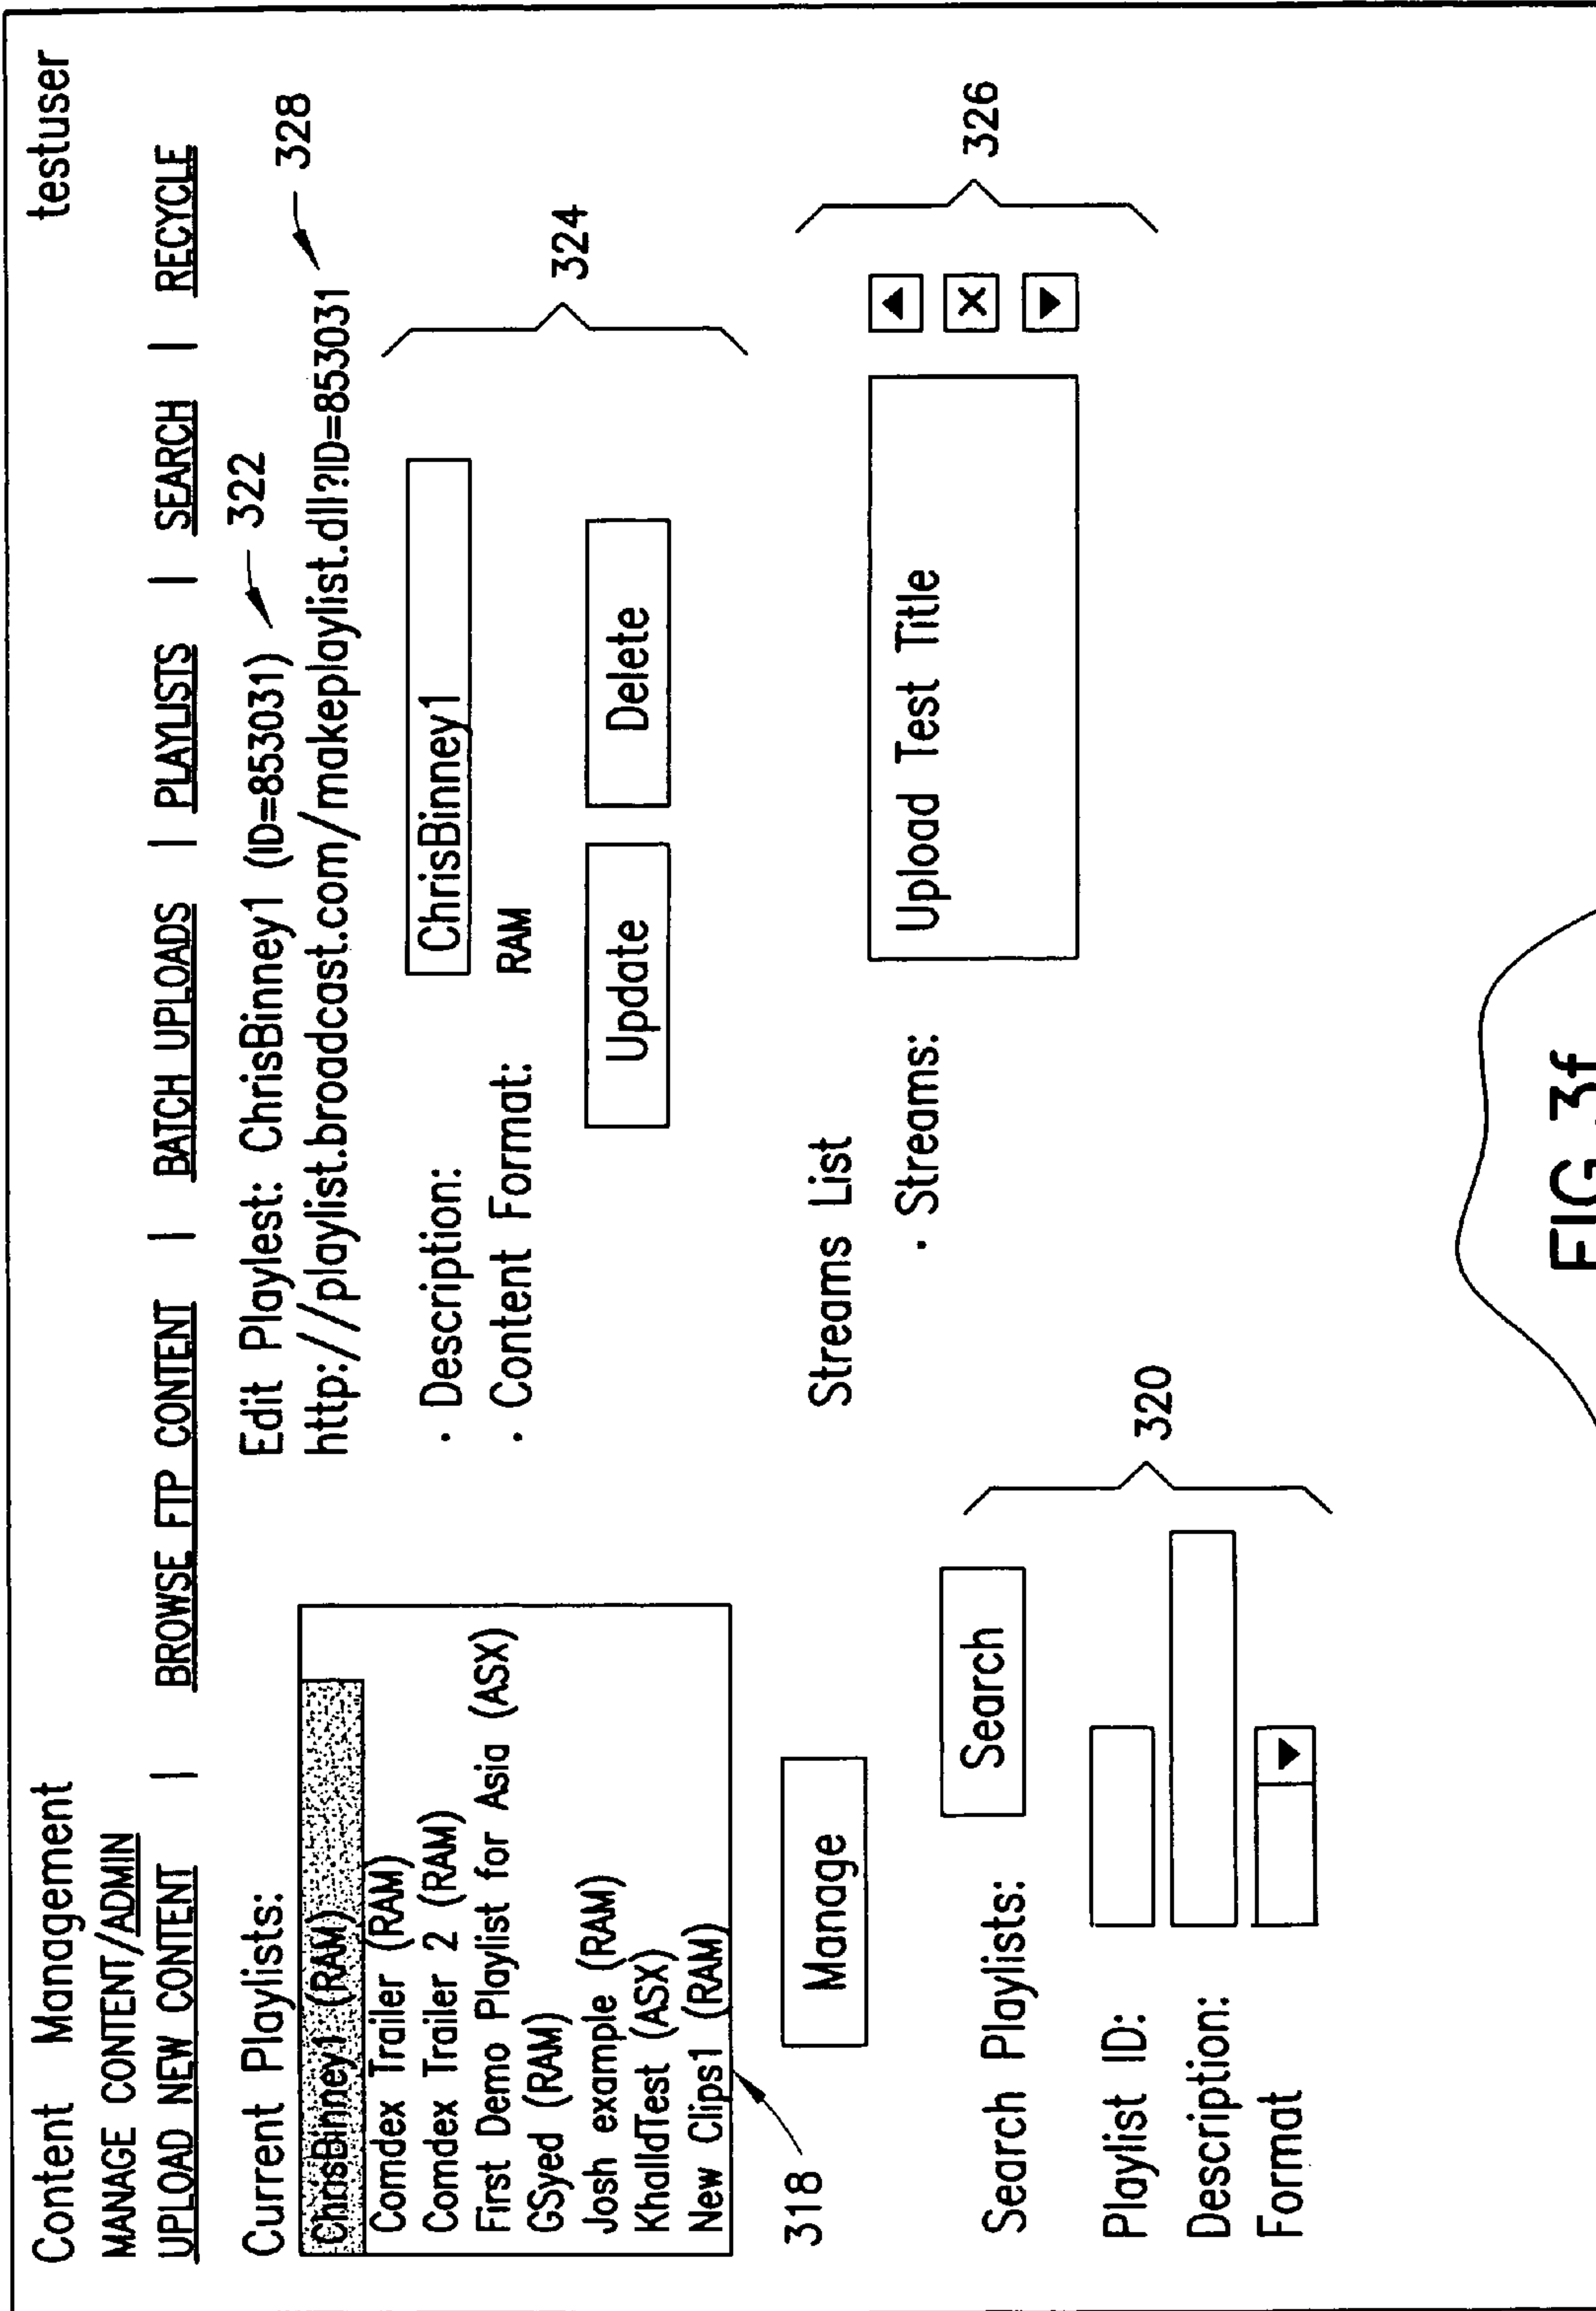 Content Management testuser
MANAGE CONTENT/ADMIN
UPLOAD NEW CONTENT | BROWSE FTP CONTENT | BATCH UPLOADS | PLAYLISTS | SEARCH | RECYCLE
Current Playlists:
ChrisBinney1 (RAM)
Comdex Trailer (RAM)
Comdex Trailer 2 (RAM)
First Demo Playlist for Asia (ASX)
GSyed (RAM)
Josh example (RAM)
KhalldTest (ASX)
New Clips1 (RAM)
318
Manage
Search Playlists: Search
Playlist ID:
Description:
Format
320
Edit Playlest: ChrisBinney1 (ID=853031) 322
http://playlist.broadcast.com/makeplaylist.dll?ID=853031 328
· Description: ChrisBinney1
· Content Format: RAM
Update Delete
324
Streams List
· Streams: Upload Test Title
X
326
FIG.3f